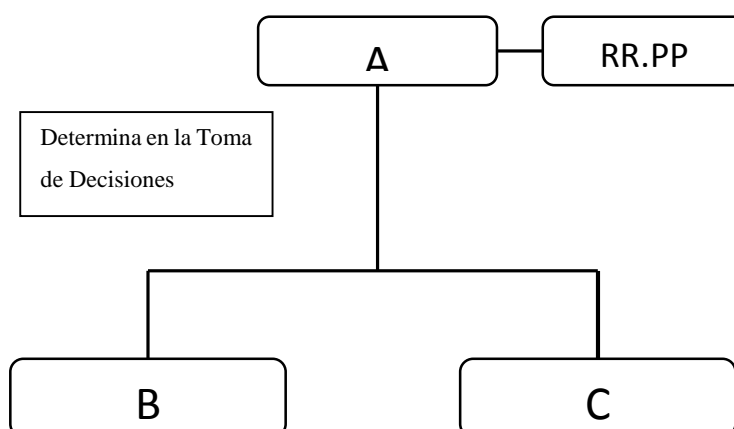 A
RR.PP
Determina en la Toma
de Decisiones
B
C